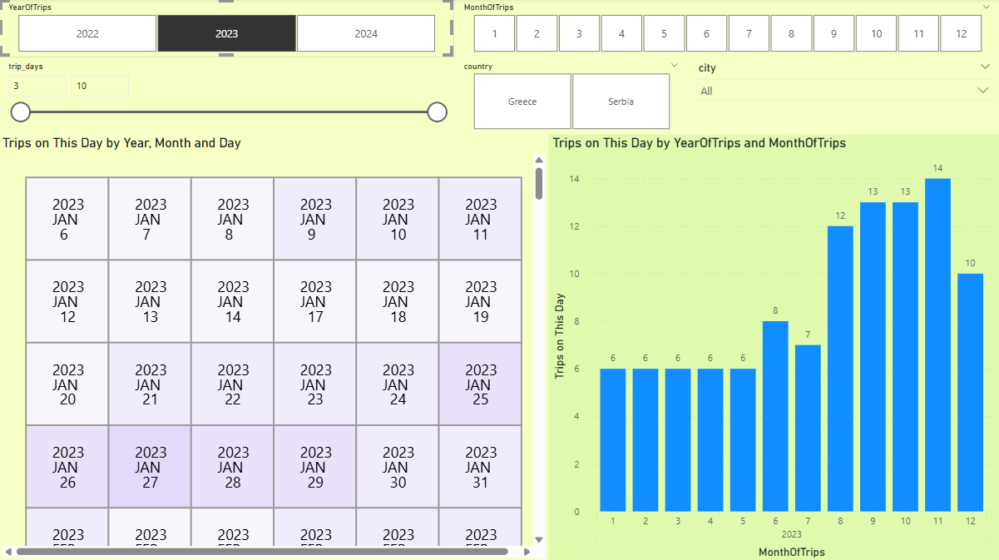 YearOfTrips
2022 2023 2024
MonthOfTrips
1 2 3 4 5 6 7 8 9 10 11 12
trip_days
3 10
country
Greece Serbia
city
All
Trips on This Day by Year, Month and Day
2023 2023 2023 2023 2023 2023
JAN JAN JAN JAN JAN JAN
6 7 8 9 10 11
2023 2023 2023 2023 2023 2023
JAN JAN JAN JAN JAN JAN
12 13 14 17 18 19
2023 2023 2023 2023 2023 2023
JAN JAN JAN JAN JAN JAN
20 21 22 23 24 25
2023 2023 2023 2023 2023 2023
JAN JAN JAN JAN JAN JAN
26 27 28 29 30 31
2023 2023 2023 2023 2023 2023
Trips on This Day by YearOfTrips and MonthOfTrips
Trips on This Day
14
12
10
8
6
4
2
0
6 6 6 6 6 8 7 12 13 13 14 10
1 2 3 4 5 6 7 8 9 10 11 12
2023
MonthOfTrips